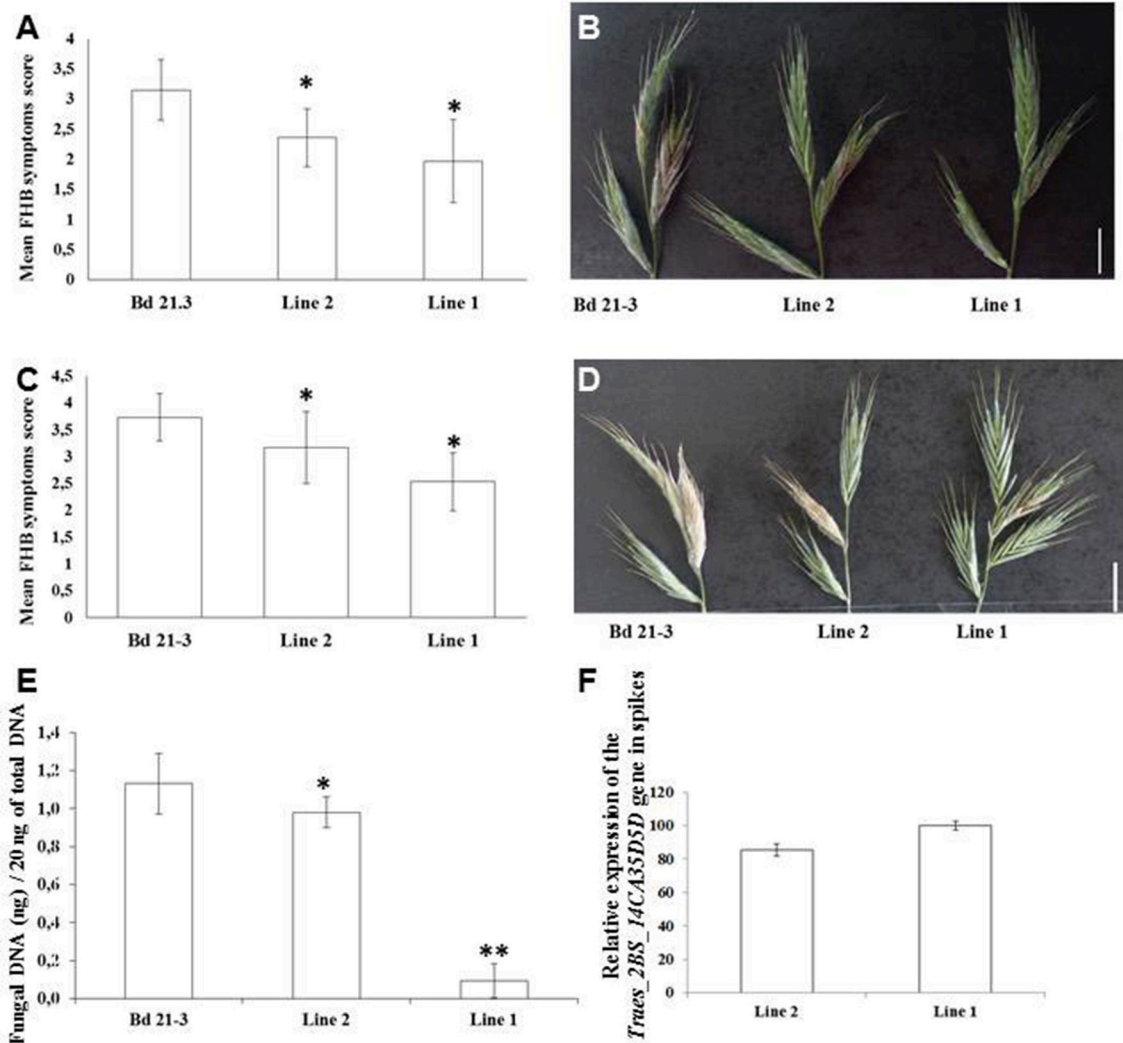 A
Mean FHB symptoms score
4
3,5
3
2,5
2
1,5
1
0,5
0
*
*
Bd 21.3 Line 2 Line 1
B
Bd 21-3 Line 2 Line 1
C
Mean FHB symptoms score
4,5
4
3,5
3
2,5
2
1,5
1
0,5
0
*
*
Bd 21-3 Line 2 Line 1
D
Bd 21-3 Line 2 Line 1
E
Fungal DNA (ng) / 20 ng of total DNA
1,4
1,2
1,0
0,8
0,6
0,4
0,2
0,0
*
**
Bd 21-3 Line 2 Line 1
F
Relative expression of the
Traes_2BS_14CA35D5D gene in spikes
120
100
80
60
40
20
0
Line 2 Line 1